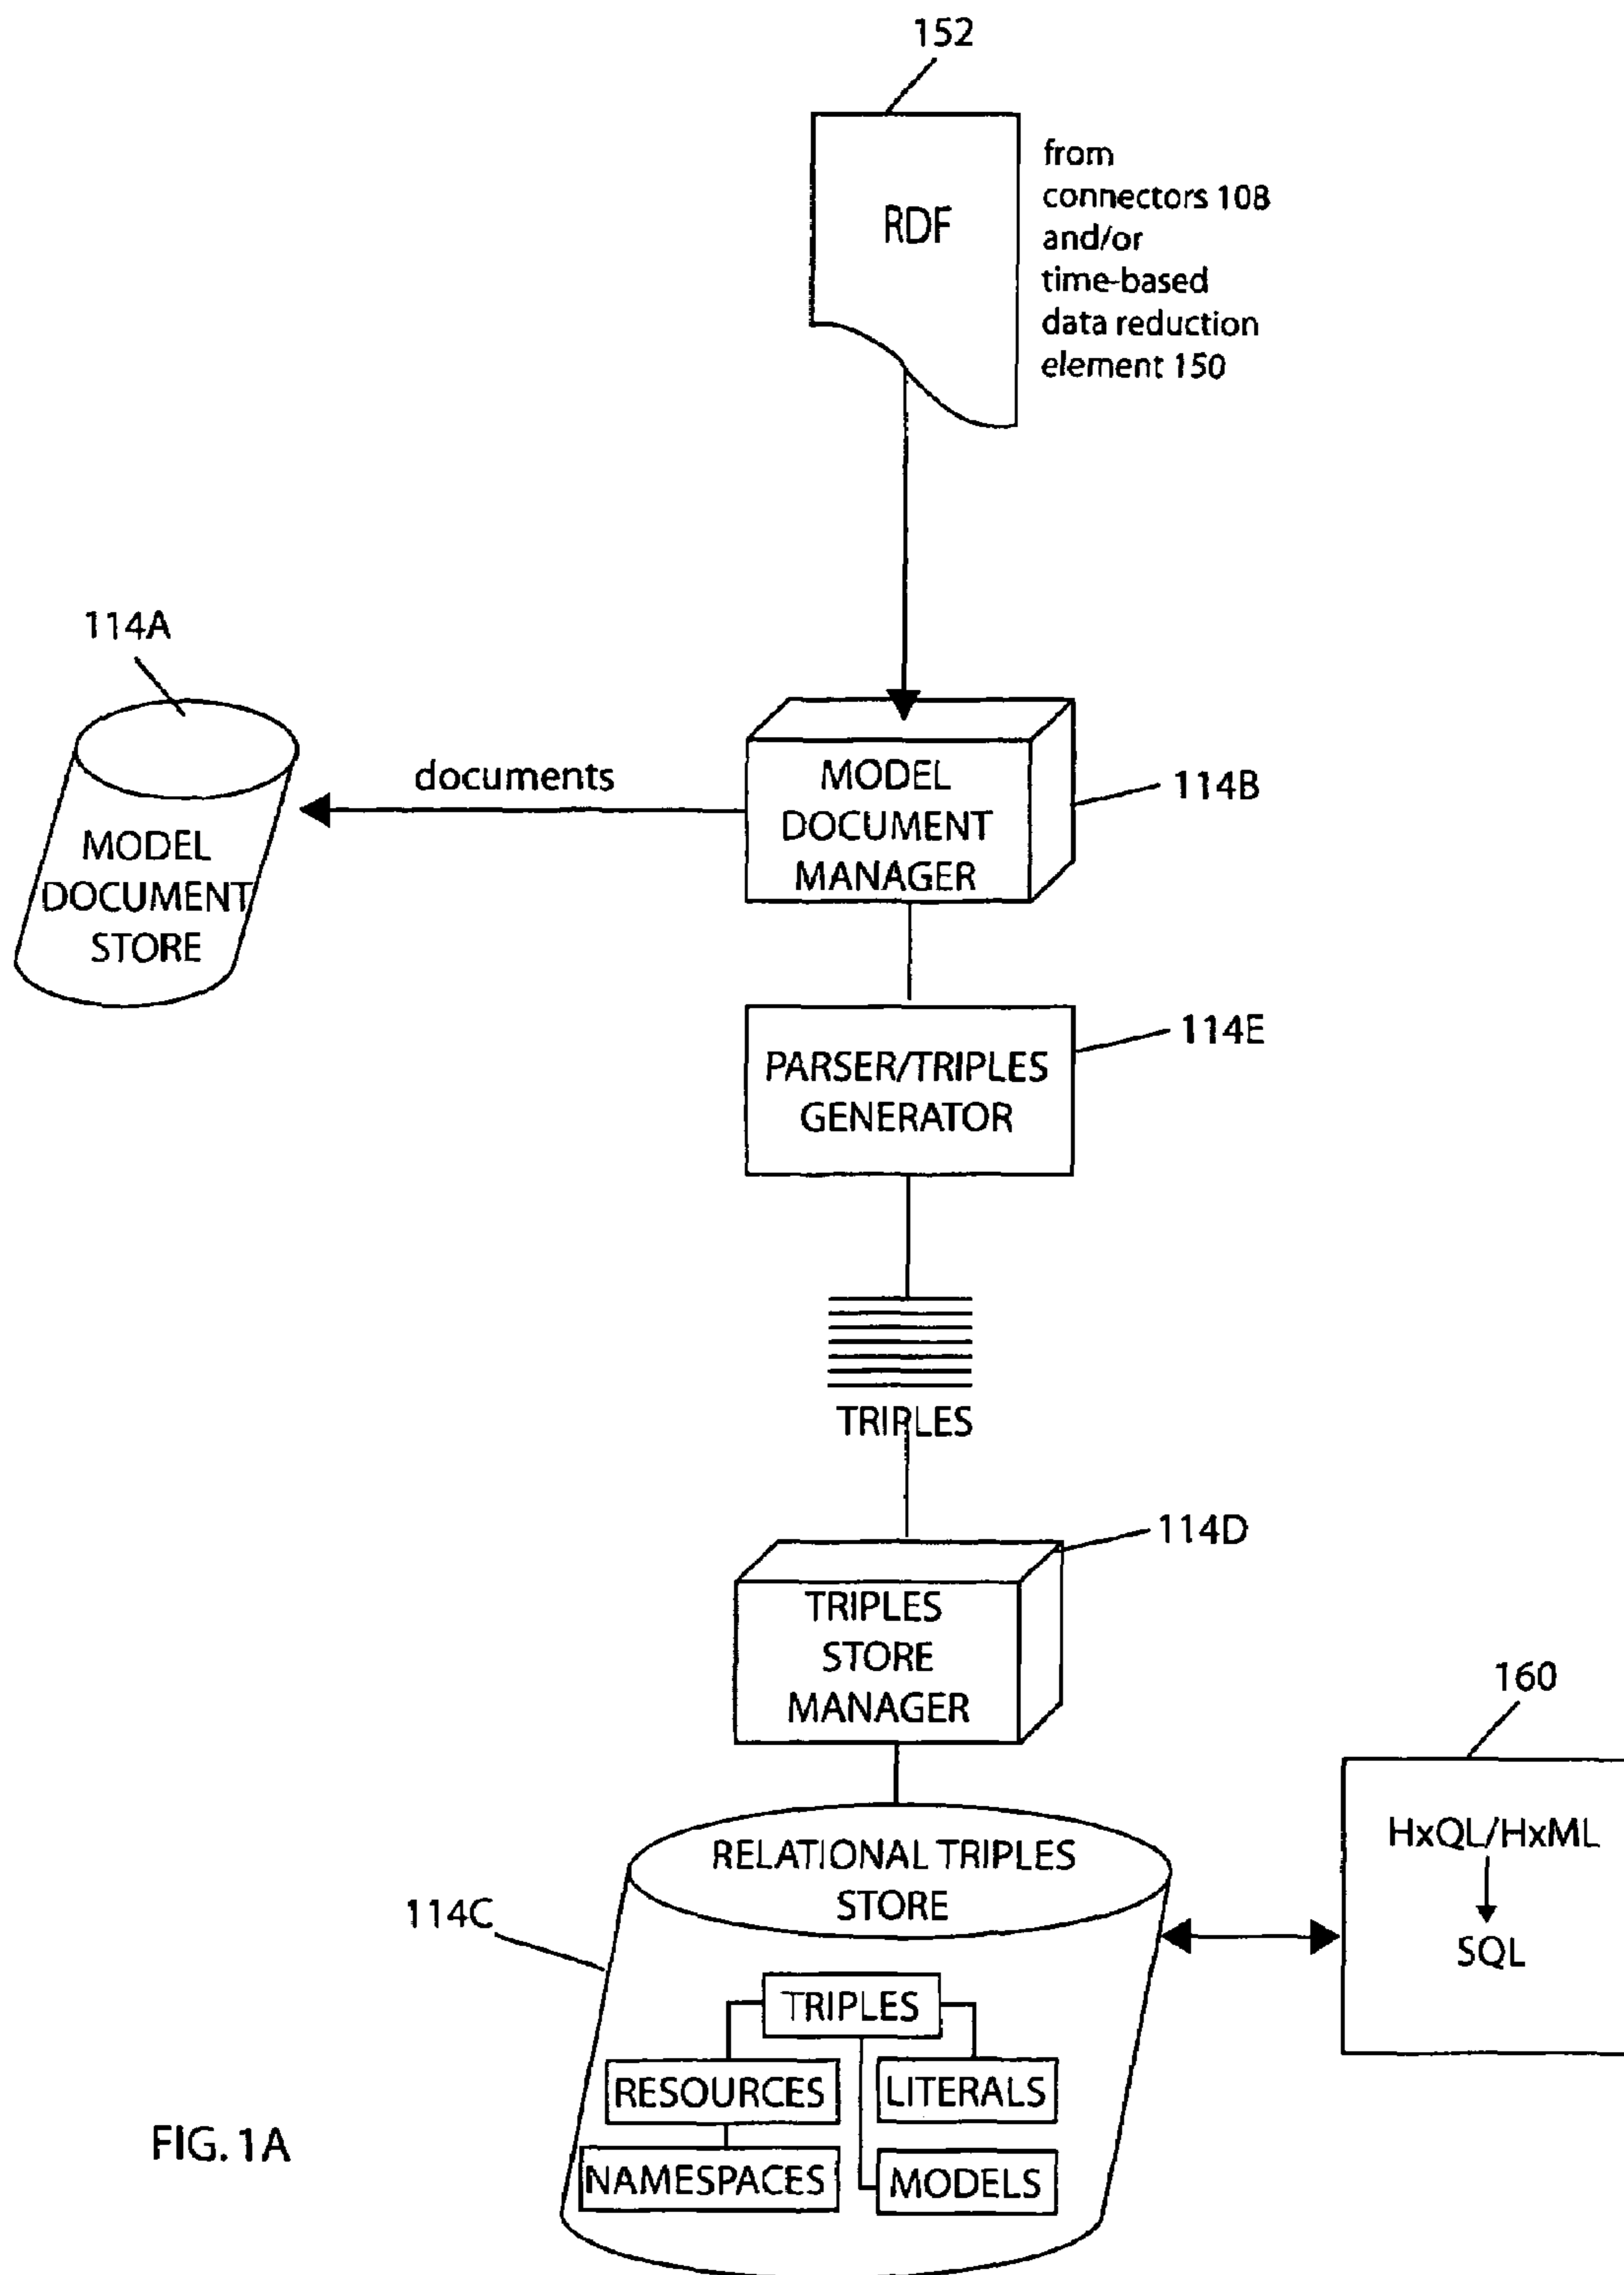 152
RDF
from
connectors 108
and/or
time-based
data reduction
element 150
114A
MODEL
DOCUMENT
STORE
documents
MODEL
DOCUMENT
MANAGER
114B
PARSER/TRIPLES
GENERATOR
114E
TRIPLES
TRIPLES
STORE
MANAGER
114D
160
HxQL/HxML
SQL
RELATIONAL TRIPLES
STORE
114C
TRIPLES
RESOURCES
LITERALS
NAMESPACES
MODELS
FIG. 1A